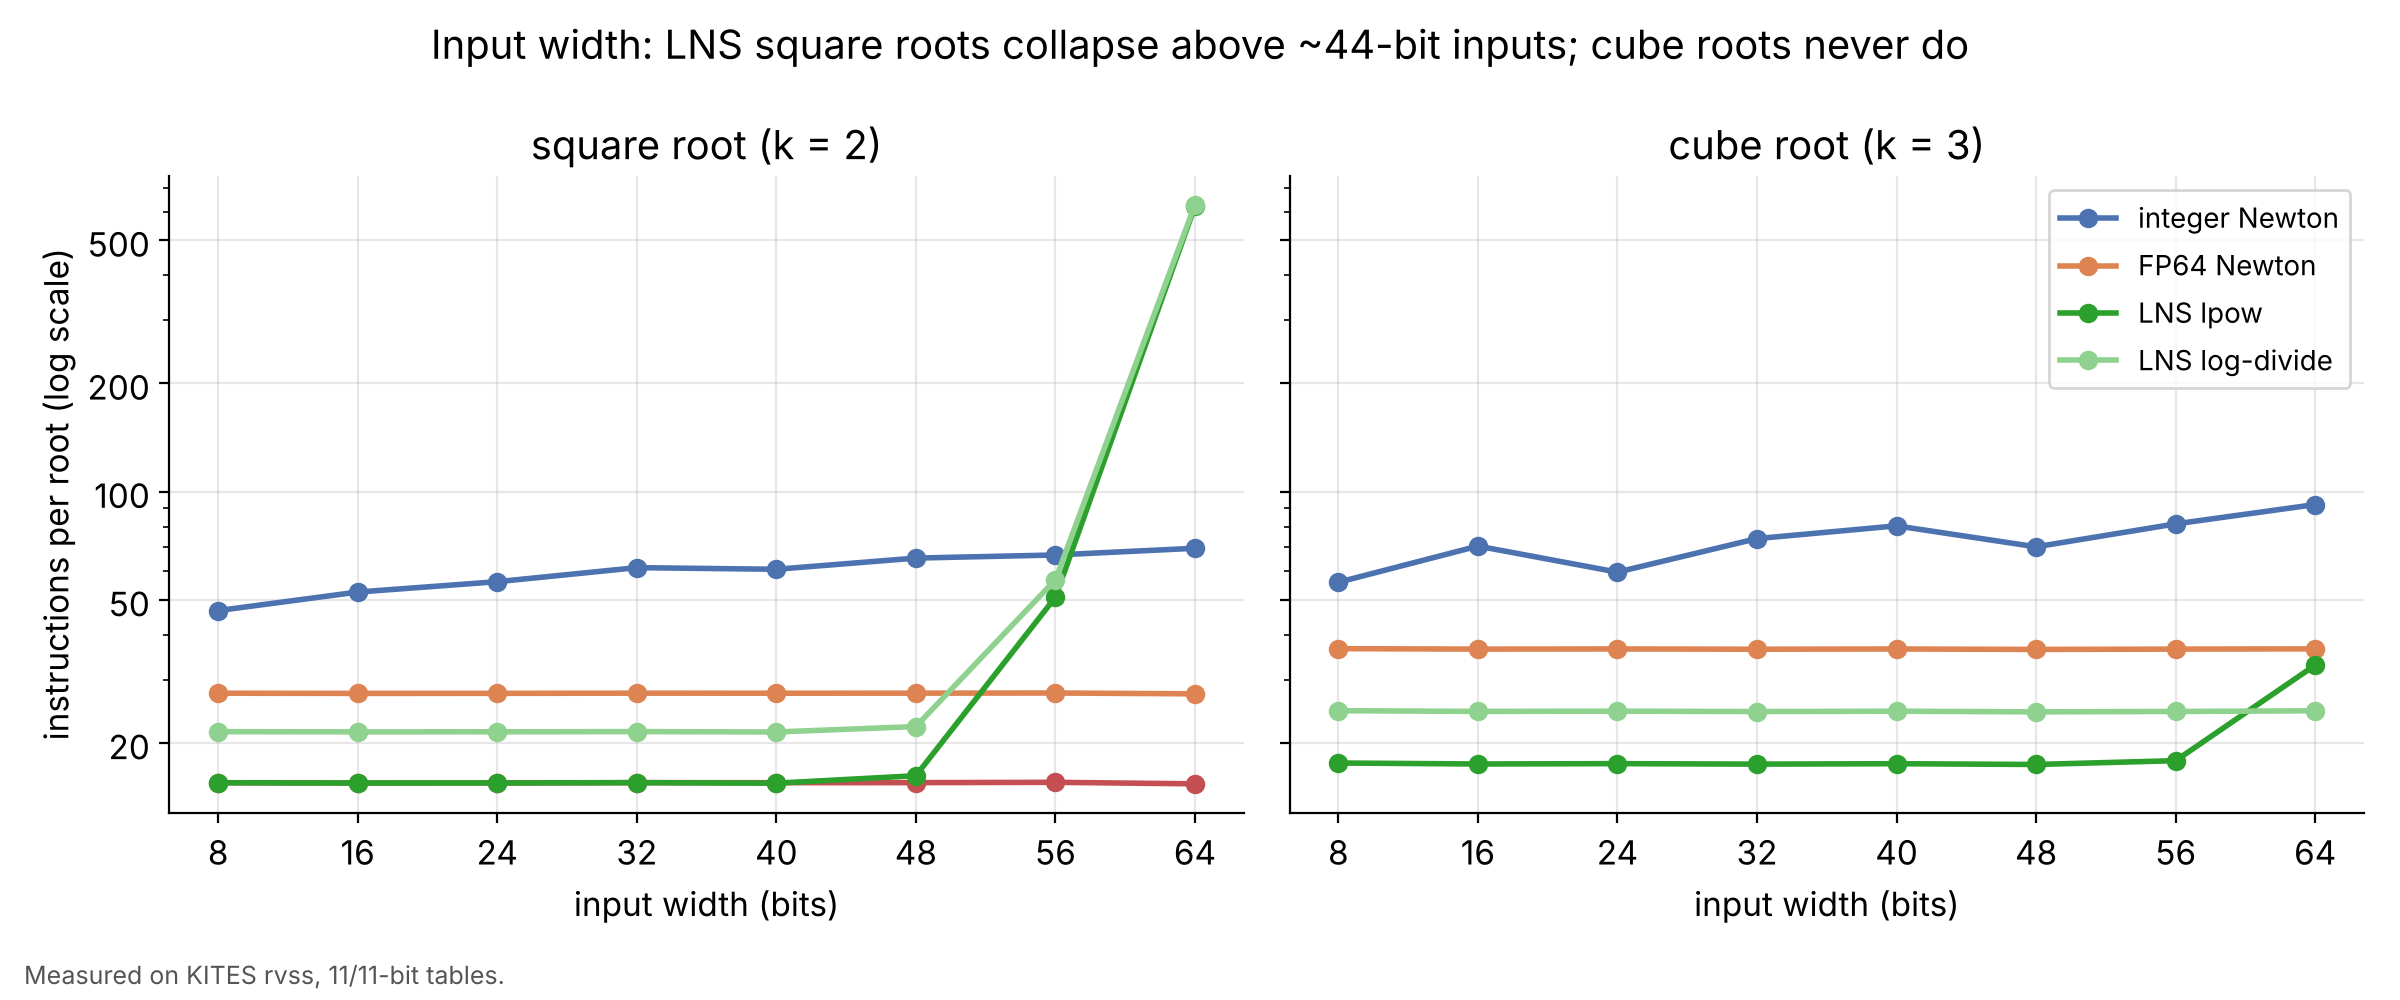 Input width: LNS square roots collapse above ~44-bit inputs; cube roots never do
square root (k = 2)
cube root (k = 3)
instructions per root (log scale)
500
200
100
50
20
8 16 24 32 40 48 56 64
input width (bits)
integer Newton
FP64 Newton
LNS lpow
LNS log-divide
8 16 24 32 40 48 56 64
input width (bits)
Measured on KITES rvss, 11/11-bit tables.